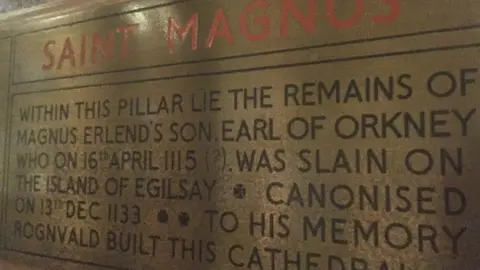 SAINT MAGNUS
WITHIN THIS PILLAR LIE THE REMAINS OF
MAGNUS ERLEND'S SON. EARL OF ORKNEY
WHO ON 16TH APRIL 1115 (?). WAS SLAIN ON
THE ISLAND OF EGILSAY ✠ CANONISED
ON 13TH DEC 1133 ✠ ✠ TO HIS MEMORY
ROGNVALD BUILT THIS CATHEDRAL